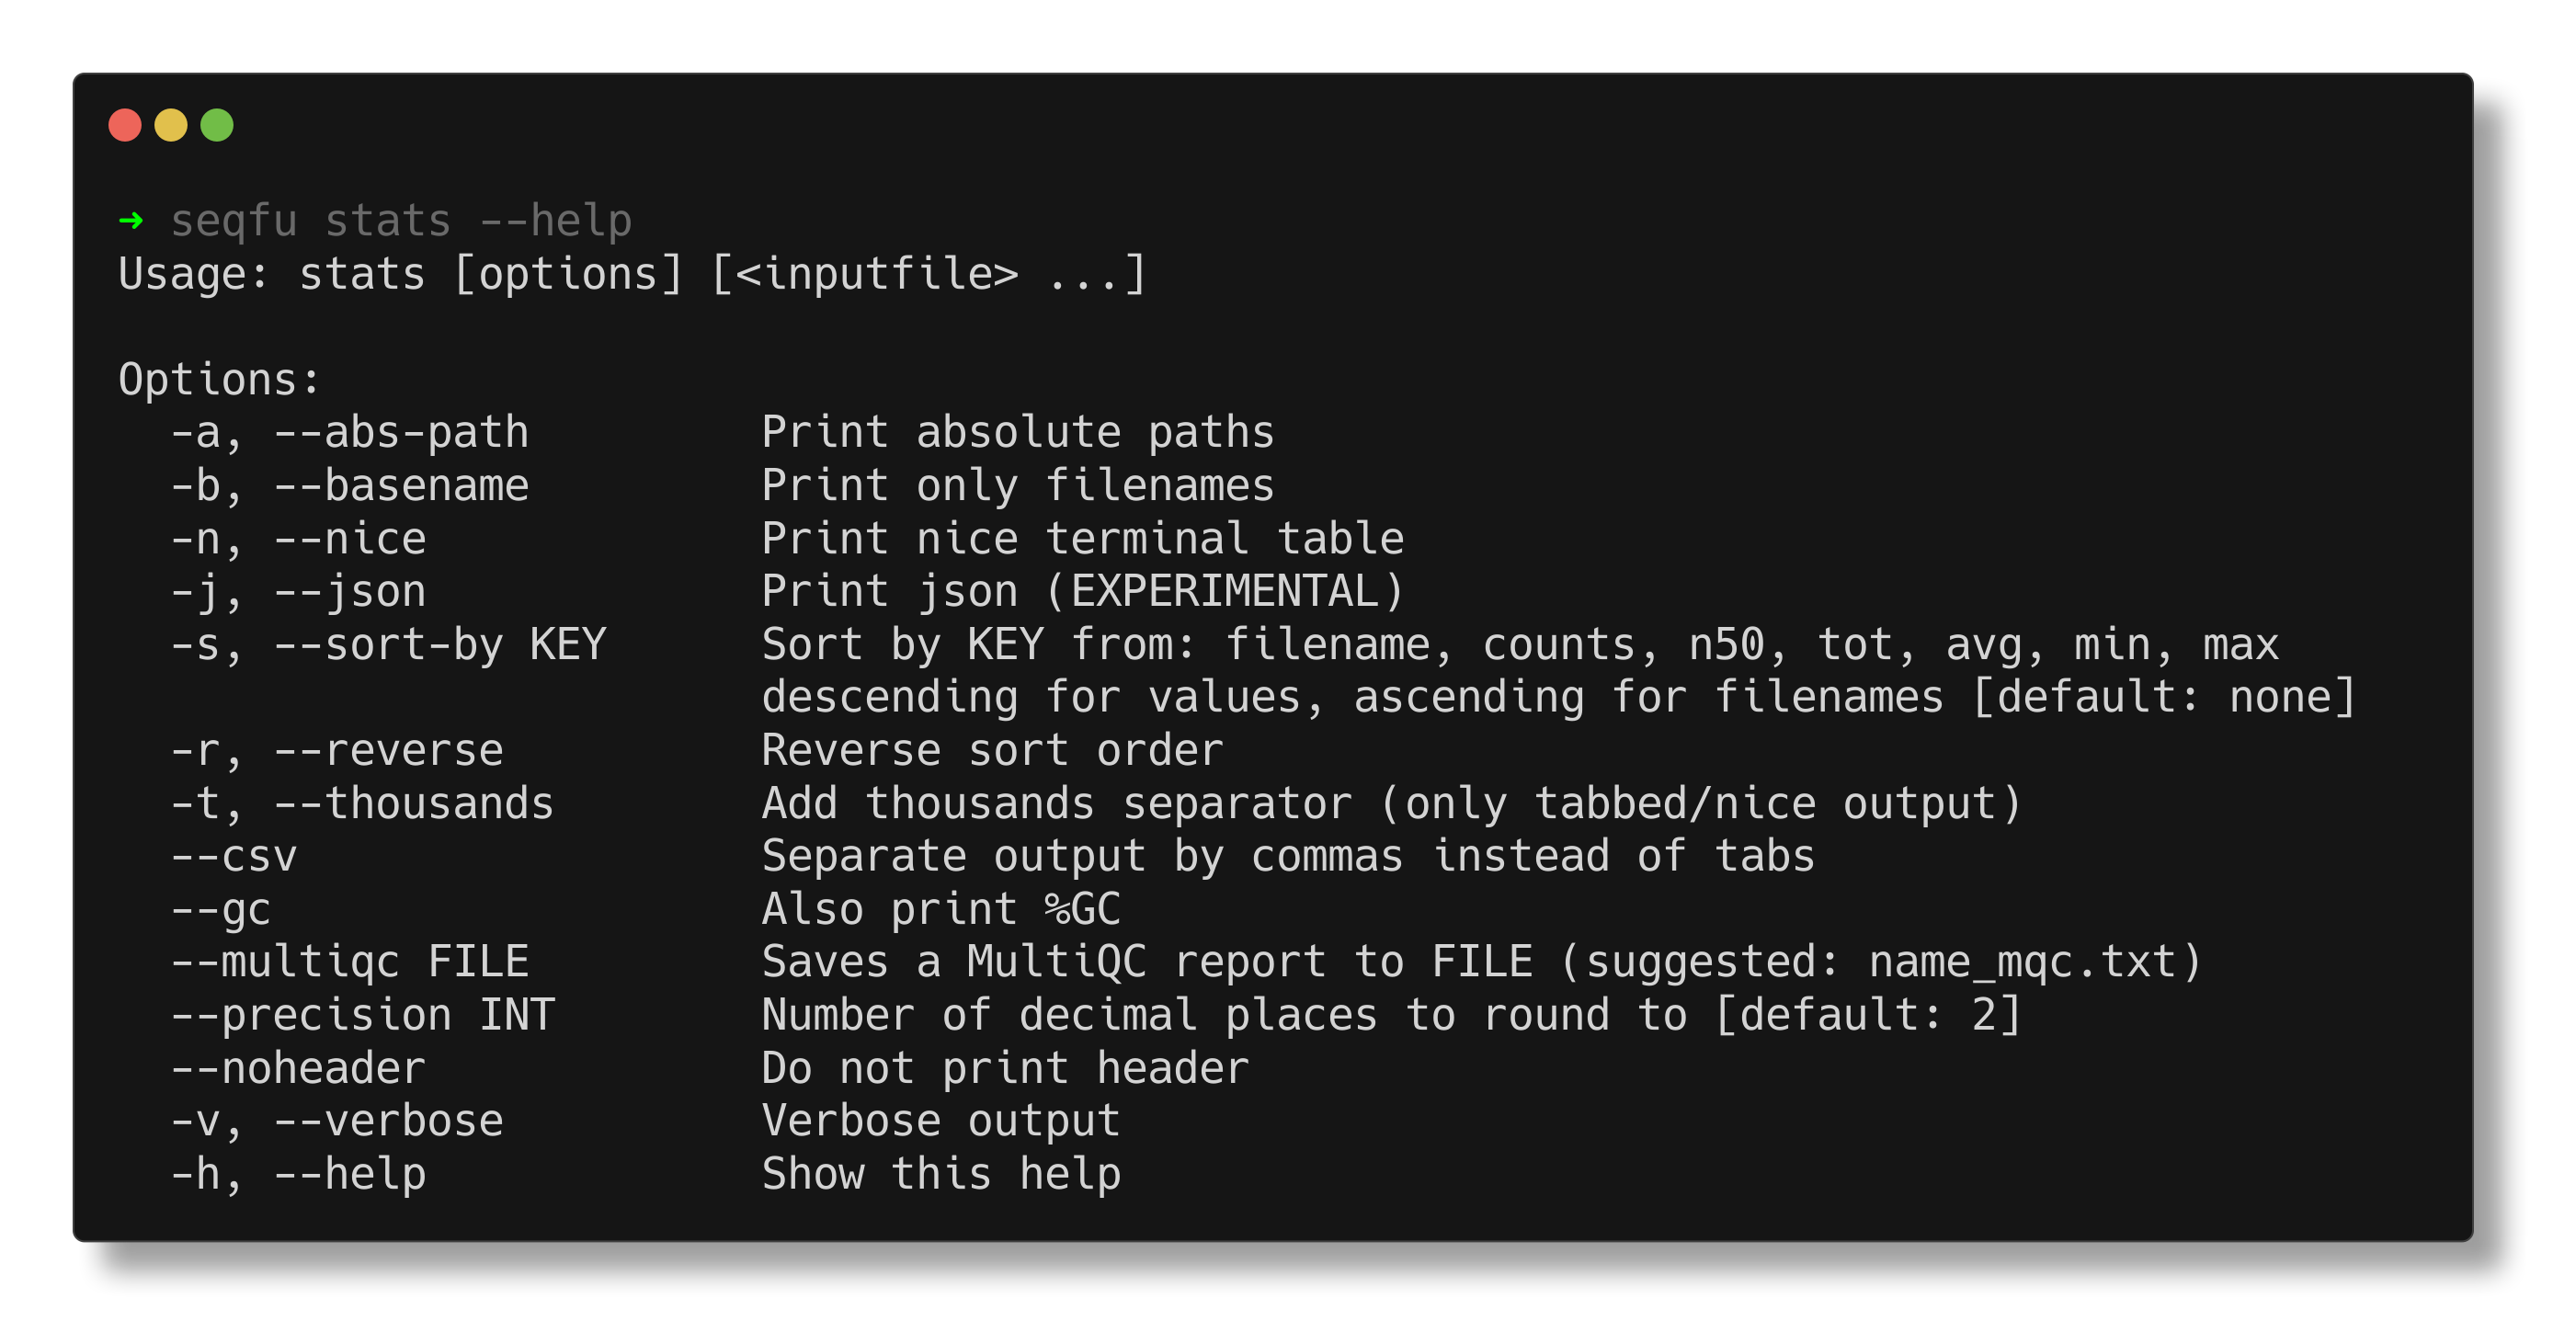 ➜ seqfu stats --help
Usage: stats [options] [<inputfile> ...]

Options:
  -a, --abs-path         Print absolute paths
  -b, --basename         Print only filenames
  -n, --nice             Print nice terminal table
  -j, --json             Print json (EXPERIMENTAL)
  -s, --sort-by KEY      Sort by KEY from: filename, counts, n50, tot, avg, min, max
                         descending for values, ascending for filenames [default: none]
  -r, --reverse          Reverse sort order
  -t, --thousands        Add thousands separator (only tabbed/nice output)
  --csv                  Separate output by commas instead of tabs
  --gc                   Also print %GC
  --multiqc FILE         Saves a MultiQC report to FILE (suggested: name_mqc.txt)
  --precision INT        Number of decimal places to round to [default: 2]
  --noheader             Do not print header
  -v, --verbose          Verbose output
  -h, --help             Show this help